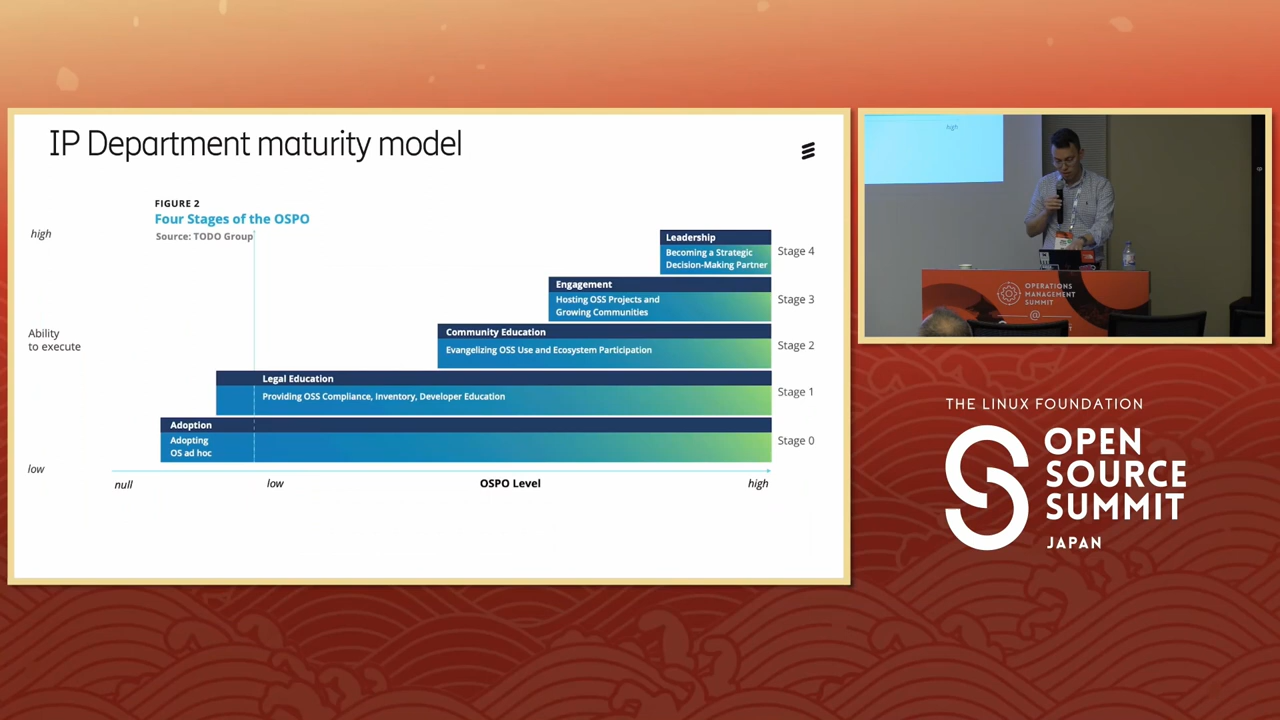 IP Department maturity model
FIGURE 2
Four Stages of the OSPO
Source: TODO Group
high
Ability
to execute
low
Leadership
Becoming a Strategic
Decision-Making Partner
Stage 4
Engagement
Hosting OSS Projects and
Growing Communities
Stage 3
Community Education
Evangelizing OSS Use and Ecosystem Participation
Stage 2
Legal Education
Providing OSS Compliance, Inventory, Developer Education
Stage 1
Adoption
Adopting
OS ad hoc
Stage 0
null
low
OSPO Level
high
high
OPERATIONS
MANAGEMENT
SUMMIT
@
THE LINUX FOUNDATION
OPEN
SOURCE
SUMMIT
JAPAN